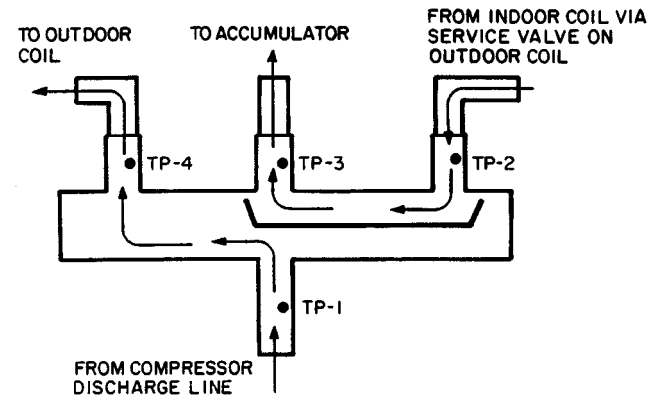 TO OUTDOOR
COIL
TO ACCUMULATOR
FROM INDOOR COIL VIA
SERVICE VALVE ON
OUTDOOR COIL
TP-4
TP-3
TP-2
TP-1
FROM COMPRESSOR
DISCHARGE LINE